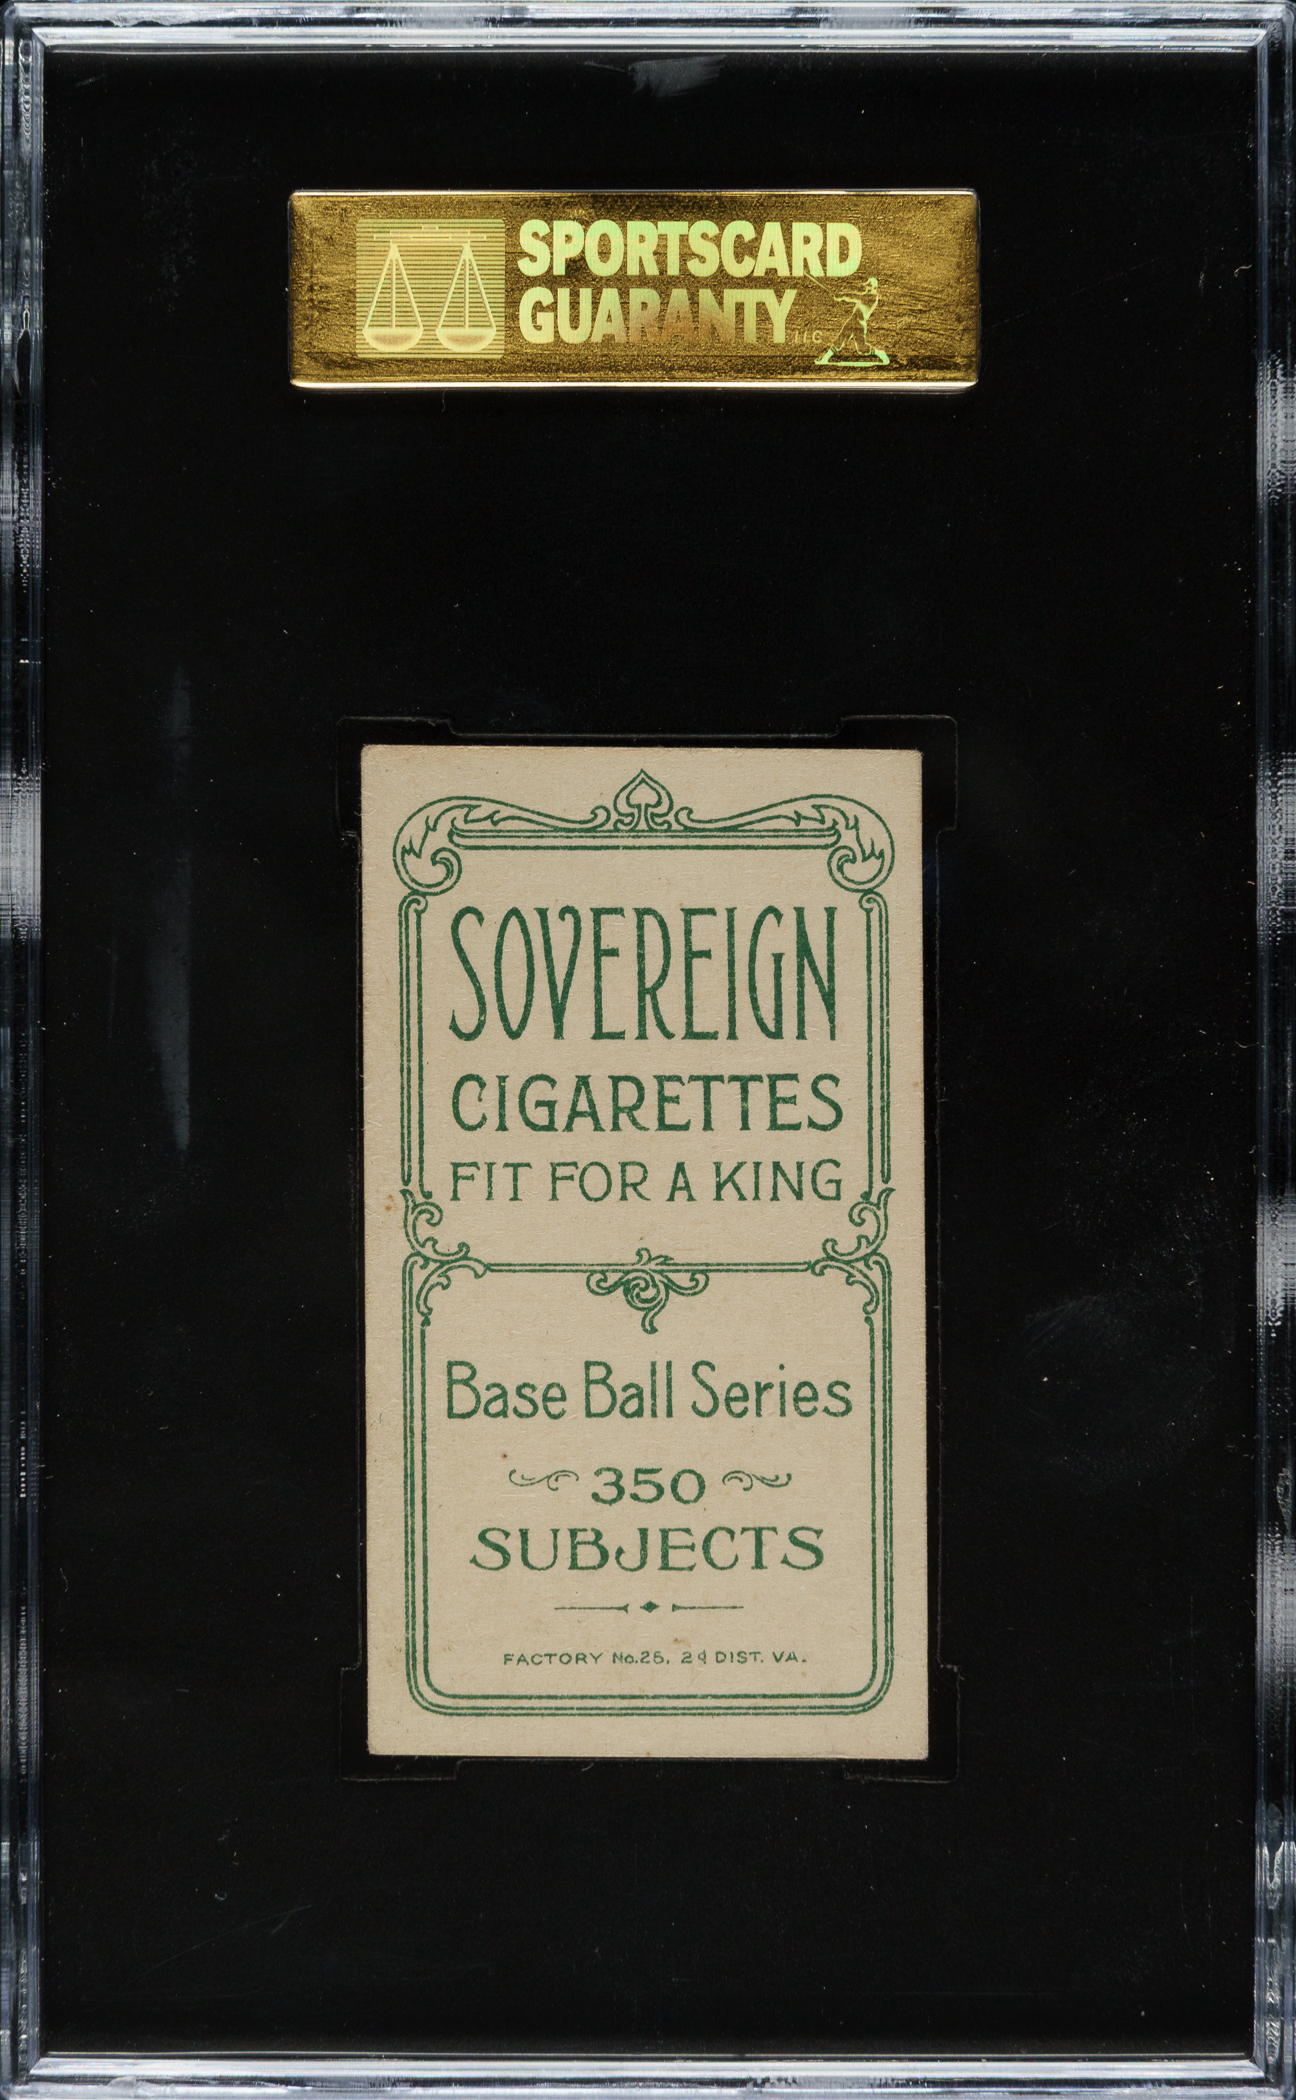 SPORTSCARD
GUARANTY LLC
SOVEREIGN
CIGARETTES
FIT FOR A KING
Base Ball Series
350
SUBJECTS
FACTORY No. 25, 2d DIST. VA.